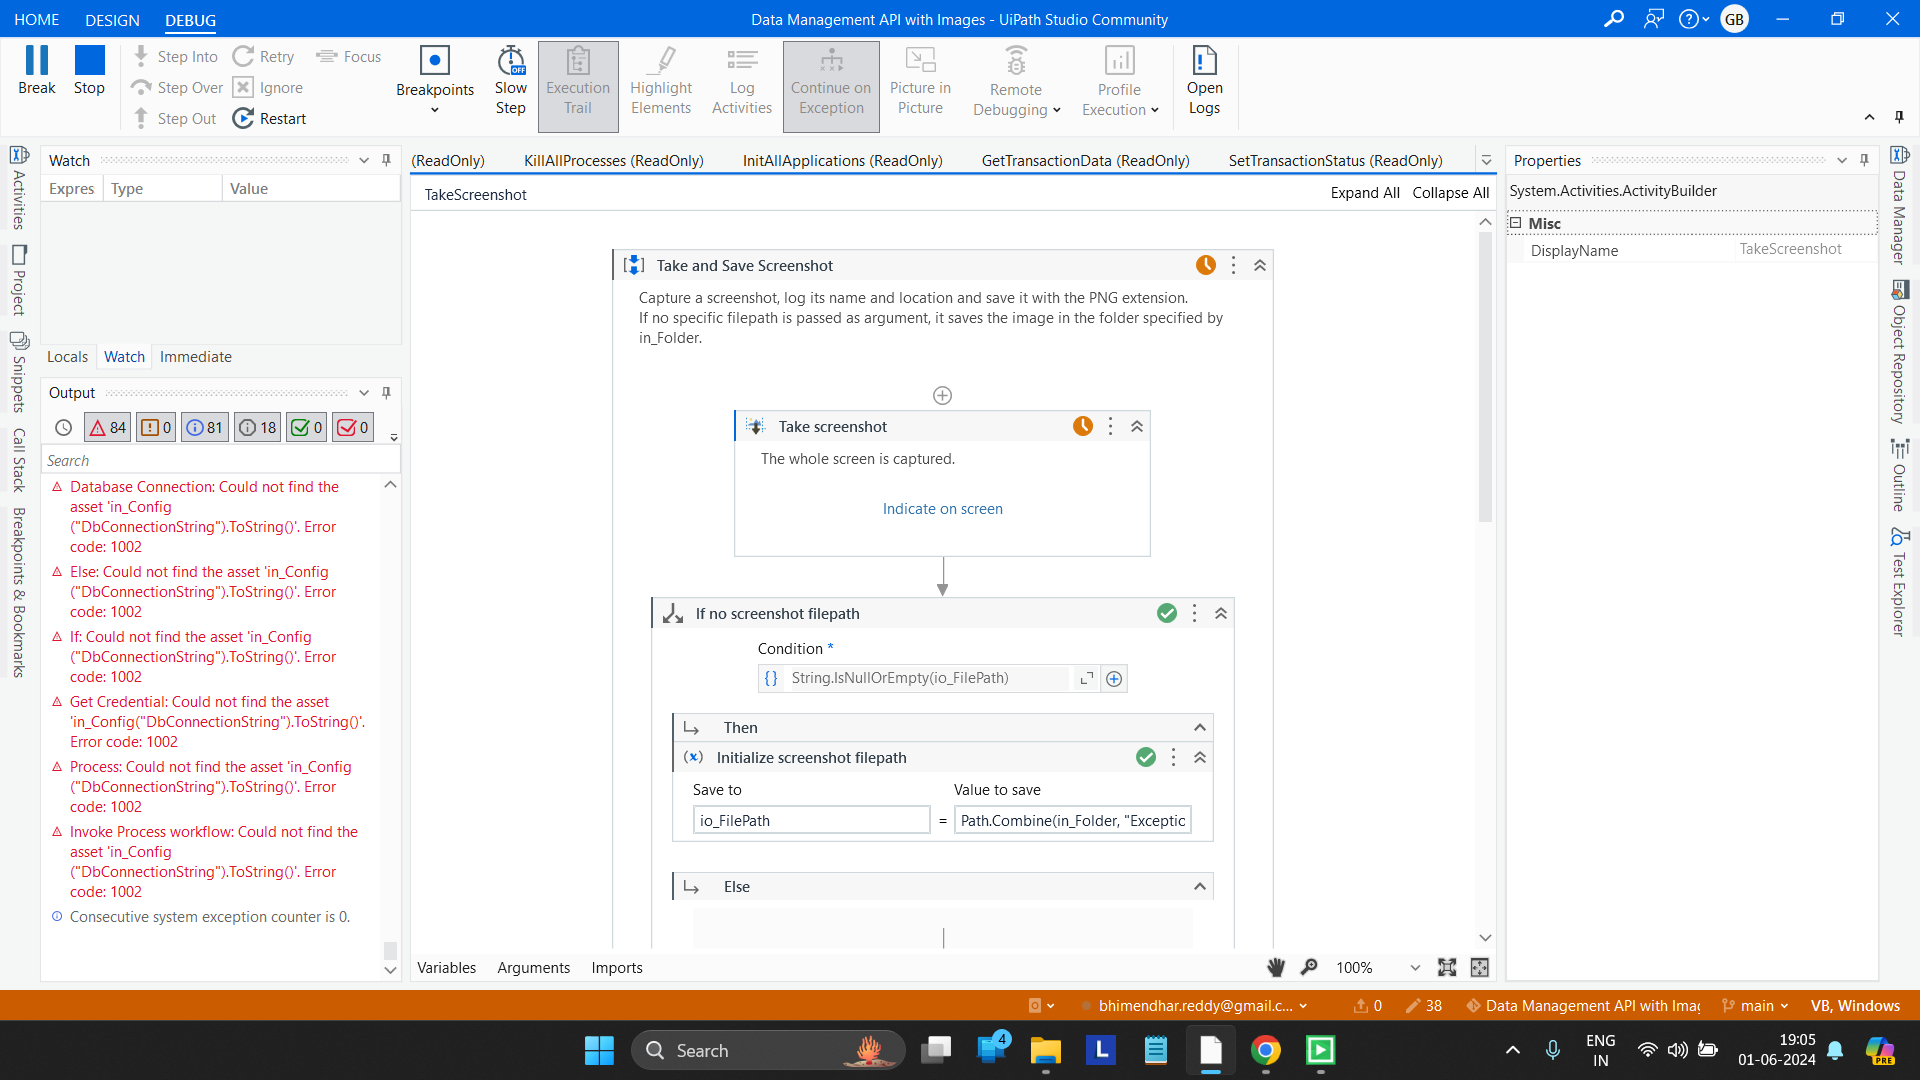 HOME DESIGN DEBUG
Data Management API with Images - UiPath Studio Community
GB
Break
Stop
Step Into
Step Over
Step Out
Retry
Ignore
Restart
Focus
Breakpoints
Slow
Step
OFF
Execution
Trail
Highlight
Elements
Log
Activities
Continue on
Exception
Picture in
Picture
Remote
Debugging
Profile
Execution
Open
Logs
Activities
Project
Snippets
Call Stack
Breakpoints & Bookmarks
Watch
Expres Type Value
Locals Watch Immediate
Output
84 0 81 18 0 0
Search
Database Connection: Could not find the
asset 'in_Config
("DbConnectionString").ToString()'. Error
code: 1002
Else: Could not find the asset 'in_Config
("DbConnectionString").ToString()'. Error
code: 1002
If: Could not find the asset 'in_Config
("DbConnectionString").ToString()'. Error
code: 1002
Get Credential: Could not find the asset
'in_Config("DbConnectionString").ToString()'.
Error code: 1002
Process: Could not find the asset 'in_Config
("DbConnectionString").ToString()'. Error
code: 1002
Invoke Process workflow: Could not find the
asset 'in_Config
("DbConnectionString").ToString()'. Error
code: 1002
Consecutive system exception counter is 0.
(ReadOnly) KillAllProcesses (ReadOnly) InitAllApplications (ReadOnly) GetTransactionData (ReadOnly) SetTransactionStatus (ReadOnly)
TakeScreenshot
Expand All Collapse All
Take and Save Screenshot
Capture a screenshot, log its name and location and save it with the PNG extension.
If no specific filepath is passed as argument, it saves the image in the folder specified by
in_Folder.
Take screenshot
The whole screen is captured.
Indicate on screen
If no screenshot filepath
Condition *
String.IsNullOrEmpty(io_FilePath)
Then
Initialize screenshot filepath
Save to Value to save
io_FilePath = Path.Combine(in_Folder, "Exceptic
Else
Variables Arguments Imports
100%
Properties
System.Activities.ActivityBuilder
Misc
DisplayName TakeScreenshot
Data Manager
Object Repository
Outline
Test Explorer
bhimendhar.reddy@gmail.c... 0 38 Data Management API with Imag main VB, Windows
Search
4
L
ENG
IN
19:05
01-06-2024
PRE